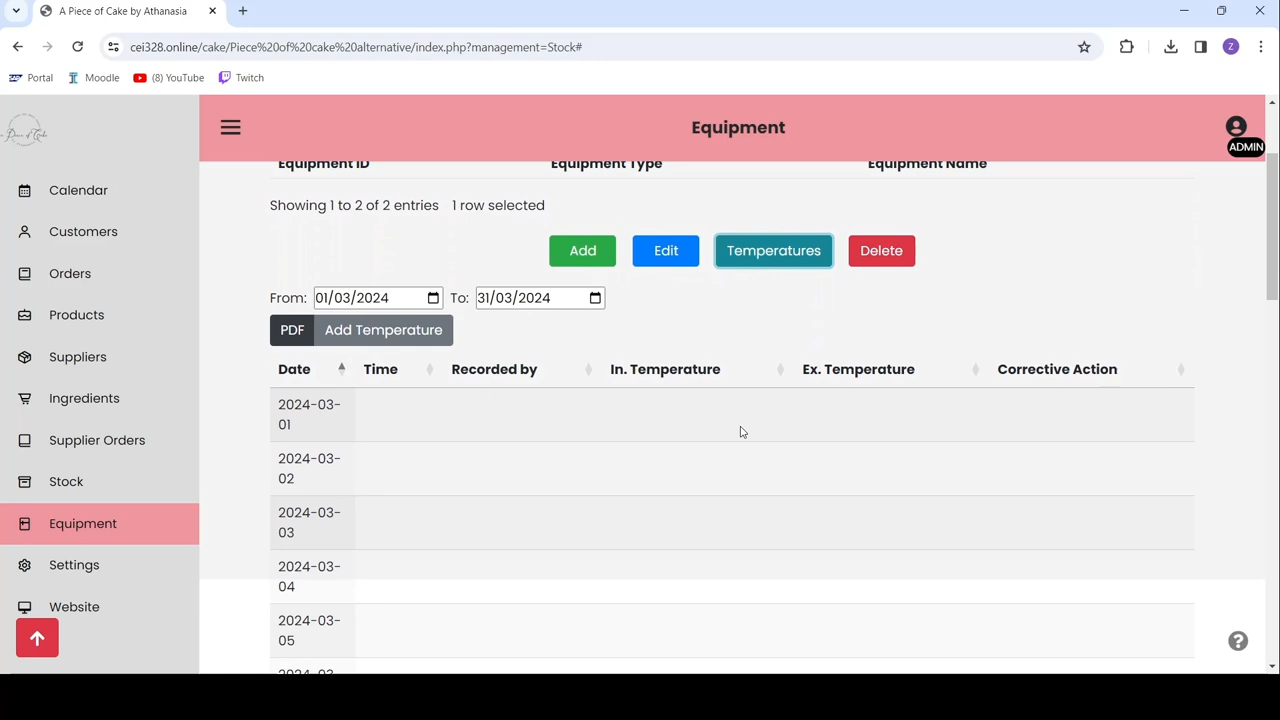 A Piece of Cake by Athanasia
cei328.online/cake/Piece%20of%20cake%20alternative/index.php?management=Stock#
Z
Portal
Moodle
(8) YouTube
Twitch
Equipment
ADMIN
Calendar
Customers
Orders
Products
Suppliers
Ingredients
Supplier Orders
Stock
Equipment
Settings
Website
Equipment ID Equipment Type Equipment Name
Showing 1 to 2 of 2 entries 1 row selected
Add Edit Temperatures Delete
From: 01/03/2024 To: 31/03/2024
PDF Add Temperature
Date Time Recorded by In. Temperature Ex. Temperature Corrective Action
2024-03-
01
2024-03-
02
2024-03-
03
2024-03-
04
2024-03-
05
2024-03-
?